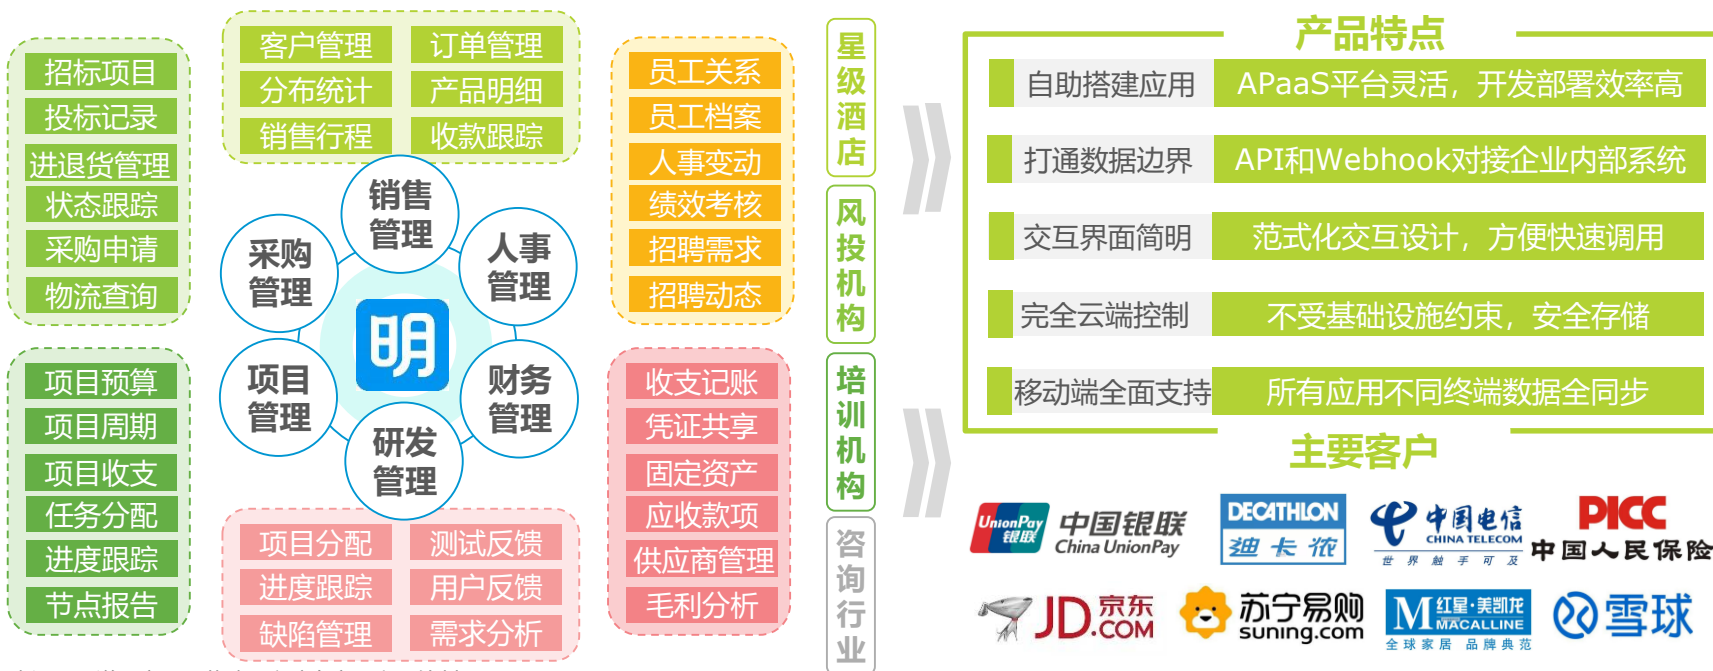 招标项目
投标记录
进退货管理
状态跟踪
采购申请
物流查询
客户管理
订单管理
分布统计
产品明细
销售行程
收款跟踪
员工关系
员工档案
人事变动
绩效考核
招聘需求
招聘动态
销售
管理
采购
管理
人事
管理
明
项目
管理
财务
管理
研发
管理
项目预算
项目周期
项目收支
任务分配
进度跟踪
节点报告
项目分配
测试反馈
进度跟踪
用户反馈
缺陷管理
需求分析
收支记账
凭证共享
固定资产
应收款项
供应商管理
毛利分析
星级酒店
风投机构
培训机构
咨询行业
产品特点
自助搭建应用
APaaS平台灵活，开发部署效率高
打通数据边界
API和Webhook对接企业内部系统
交互界面简明
范式化交互设计，方便快速调用
完全云端控制
不受基础设施约束，安全存储
移动端全面支持
所有应用不同终端数据全同步
主要客户
UnionPay
银联
中国银联
China UnionPay
DECATHLON
迪卡侬
中国电信
CHINA TELECOM
世界触手可及
PICC
中国人民保险
JD
.COM
京东
苏宁易购
suning.com
M
红星·美凯龙
MACALLINE
全球家居 品牌典范
雪球